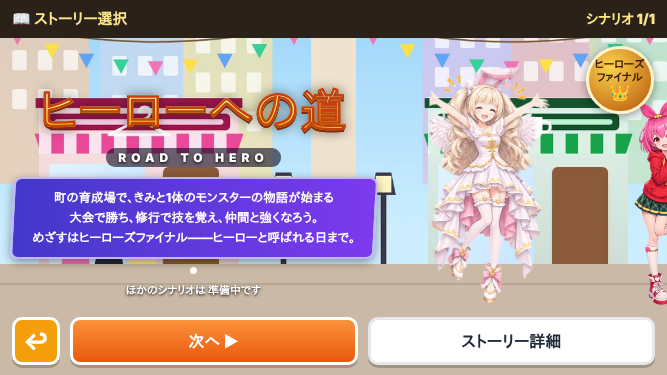 ストーリー選択
シナリオ 1/1
ヒーローズ
ファイナル
ヒーローへの道
ROAD TO HERO
町の育成場で、きみと1体のモンスターの物語が始まる
大会で勝ち、修行で技を覚え、仲間と強くなろう。
めざすはヒーローズファイナル——ヒーローと呼ばれる日まで。
ほかのシナリオは 準備中です
次へ ▶
ストーリー詳細